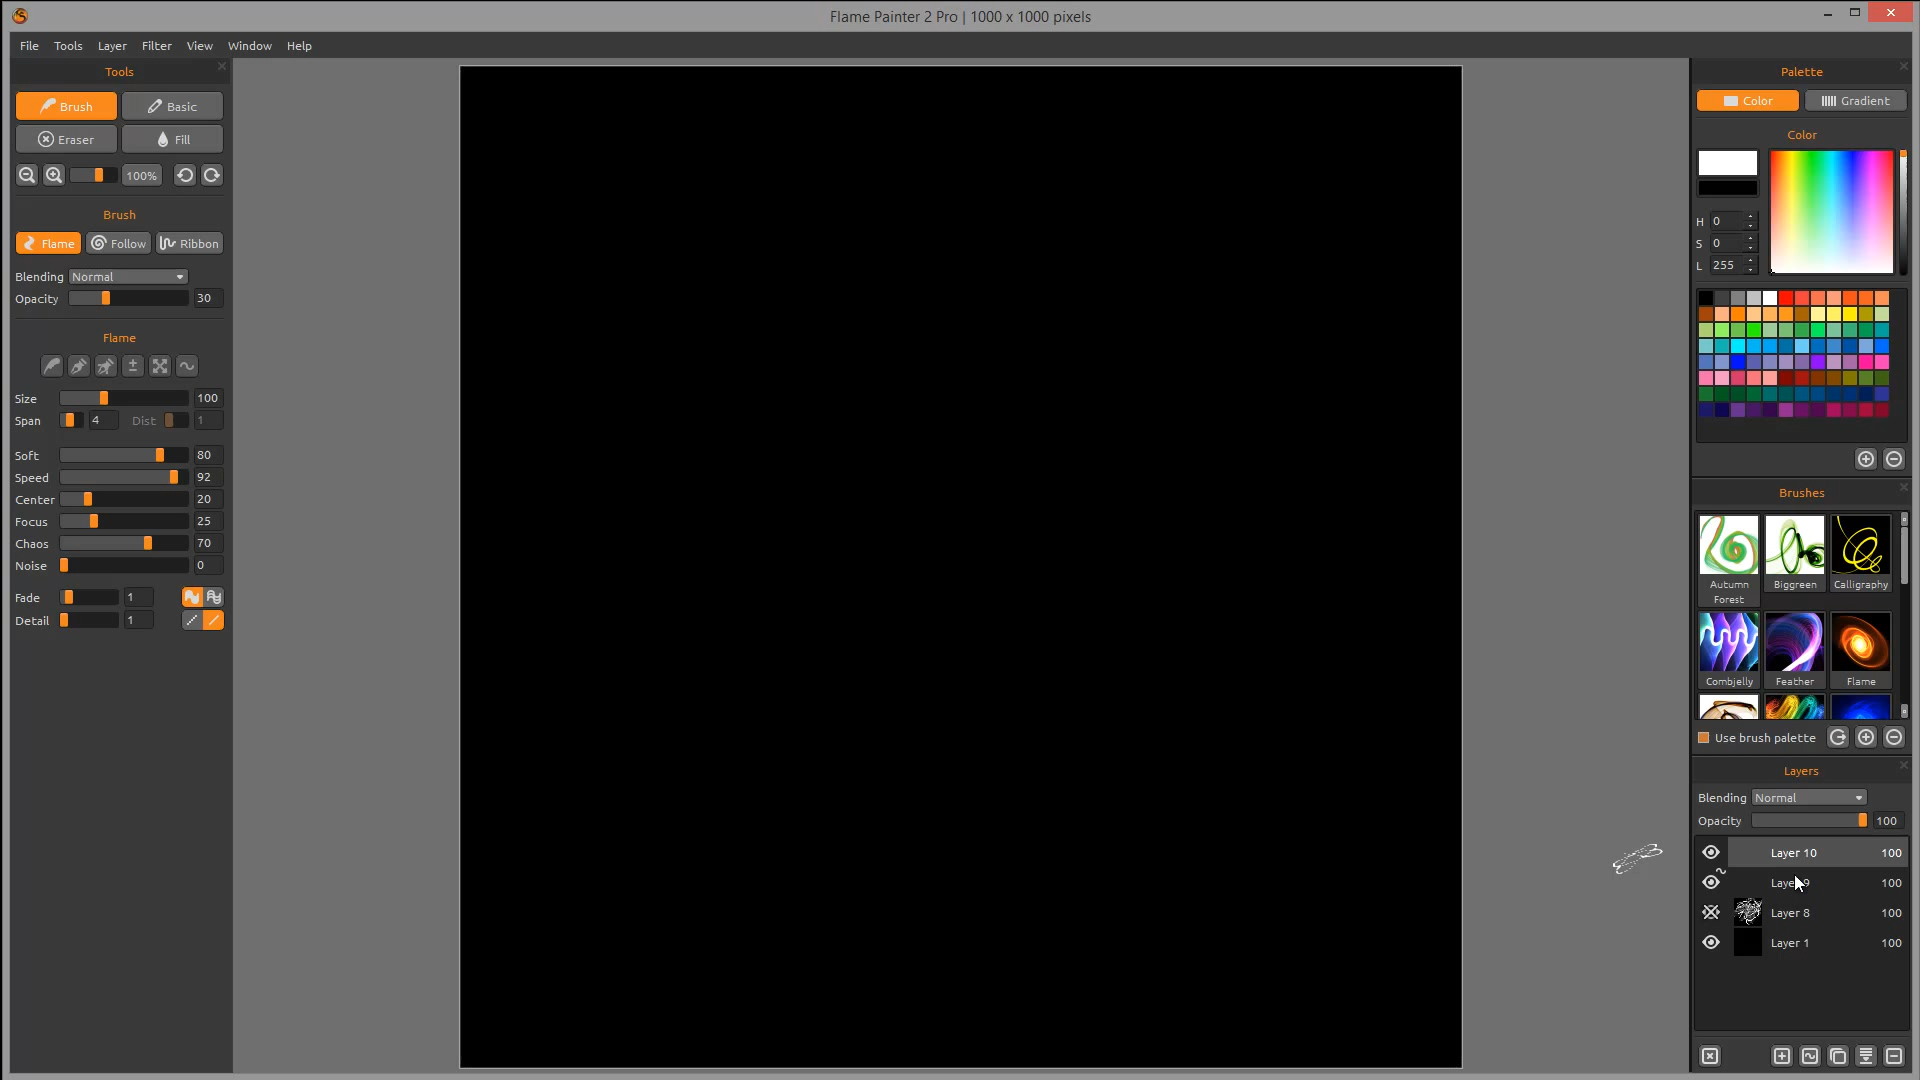 Flame Painter 2 Pro | 1000 x 1000 pixels
File Tools Layer Filter View Window Help
Tools
Brush Basic
Eraser Fill
100%
Brush
Flame Follow Ribbon
Blending Normal
Opacity 30
Flame
Size 100
Span 4 Dist 1
Soft 80
Speed 92
Center 20
Focus 25
Chaos 70
Noise 0
Fade 1
Detail 1
Palette
Color Gradient
Color
H 0
S 0
L 255
Brushes
Autumn Forest
Biggreen
Calligraphy
Combjelly
Feather
Flame
Use brush palette
Layers
Blending Normal
Opacity 100
Layer 10 100
Layer 9 100
Layer 8 100
Layer 1 100